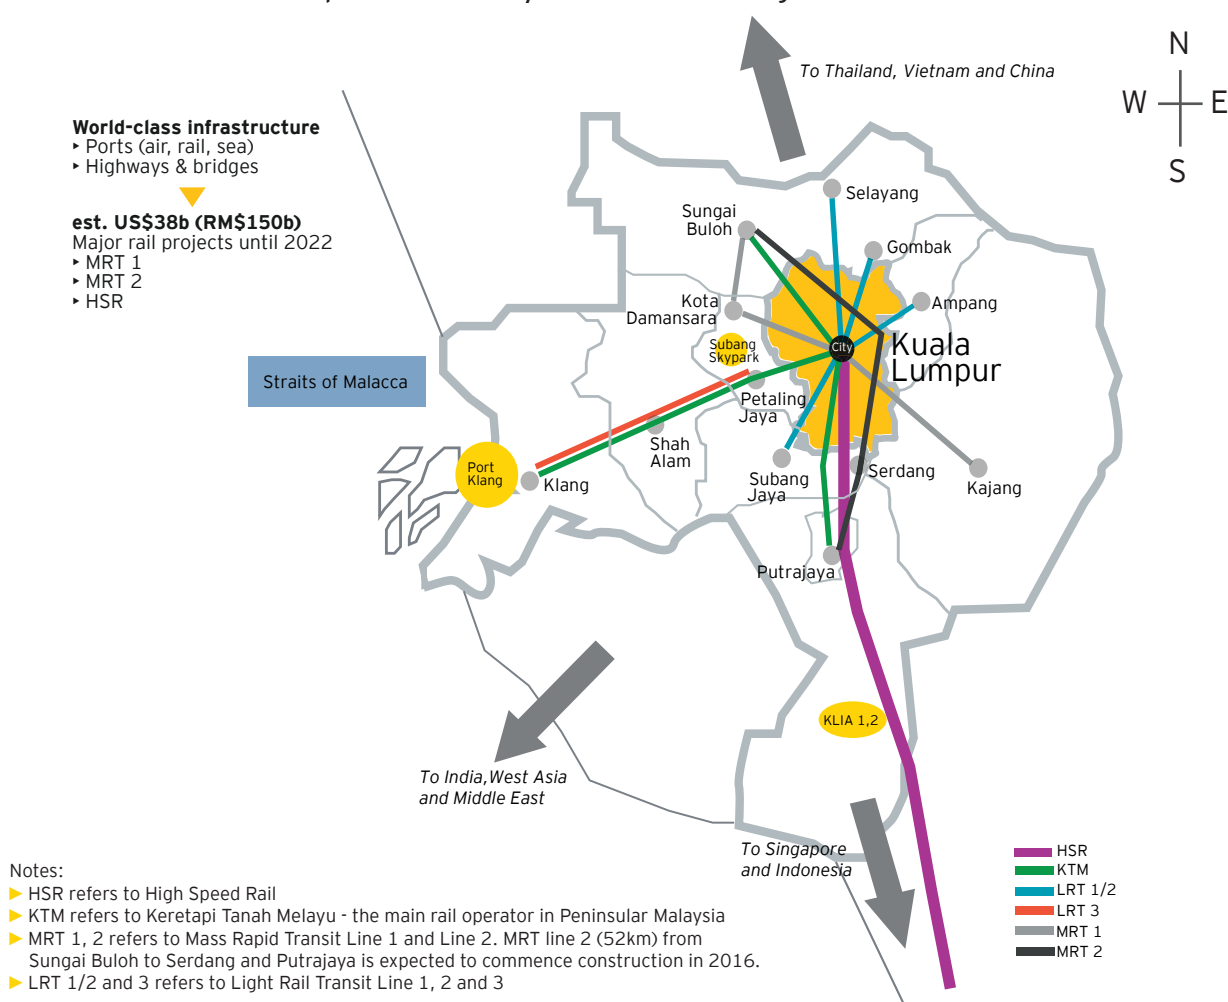 To Thailand, Vietnam and China
N
W
E
S
World-class infrastructure
‣ Ports (air, rail, sea)
‣ Highways & bridges
est. US$38b (RM$150b)
Major rail projects until 2022
‣ MRT 1
‣ MRT 2
‣ HSR
Selayang
Sungai
Buloh
Gombak
Kota
Damansara
Ampang
Subang
Skypark
City
Kuala
Lumpur
Straits of Malacca
Petaling
Jaya
Shah
Alam
Port
Klang
Klang
Subang
Jaya
Serdang
Kajang
Putrajaya
KLIA 1,2
To India,West Asia
and Middle East
To Singapore
and Indonesia
HSR
KTM
LRT 1/2
LRT 3
MRT 1
MRT 2
Notes:
► HSR refers to High Speed Rail
► KTM refers to Keretapi Tanah Melayu - the main rail operator in Peninsular Malaysia
► MRT 1, 2 refers to Mass Rapid Transit Line 1 and Line 2. MRT line 2 (52km) from
Sungai Buloh to Serdang and Putrajaya is expected to commence construction in 2016.
► LRT 1/2 and 3 refers to Light Rail Transit Line 1, 2 and 3